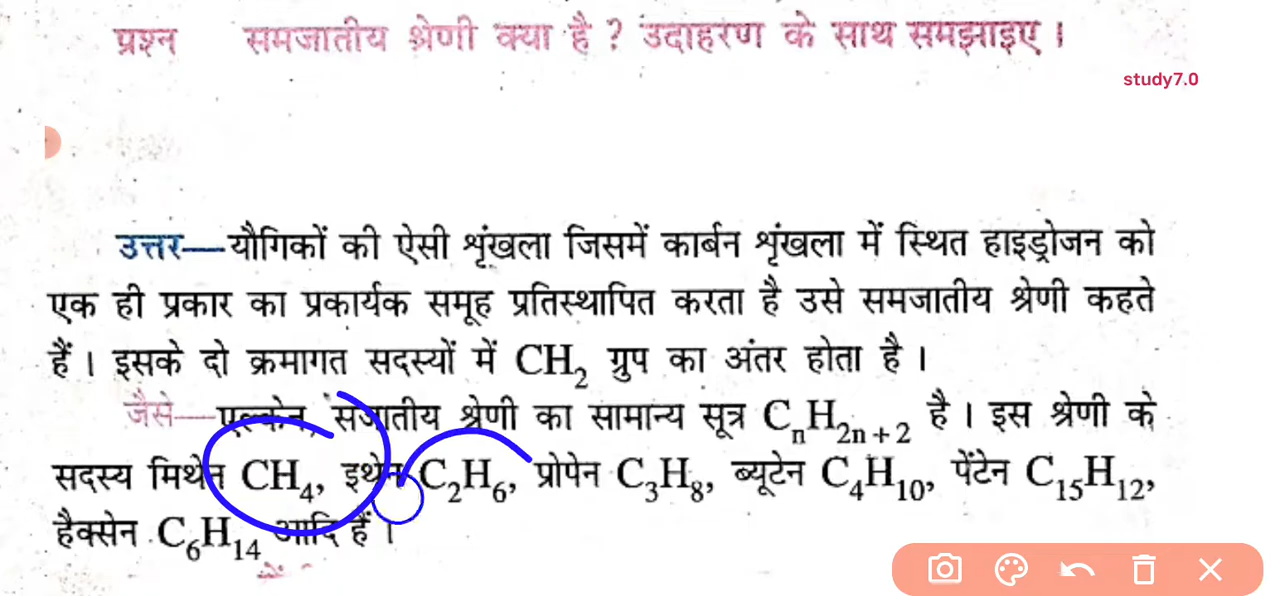 प्रश्न समजातीय श्रेणी क्या है ? उदाहरण के साथ समझाइए ।
study7.0
उत्तर—यौगिकों की ऐसी शृंखला जिसमें कार्बन शृंखला में स्थित हाइड्रोजन को
एक ही प्रकार का प्रकार्यक समूह प्रतिस्थापित करता है उसे समजातीय श्रेणी कहते
हैं । इसके दो क्रमागत सदस्यों में CH₂ ग्रुप का अंतर होता है ।
जैसे—एल्केन, सजातीय श्रेणी का सामान्य सूत्र CₙH₂ₙ₊₂ है । इस श्रेणी के
सदस्य मिथेन CH₄, इथेन C₂H₆, प्रोपेन C₃H₈, ब्यूटेन C₄H₁₀, पेंटेन C₁₅H₁₂,
हैक्सेन C₆H₁₄ आदि हैं ।